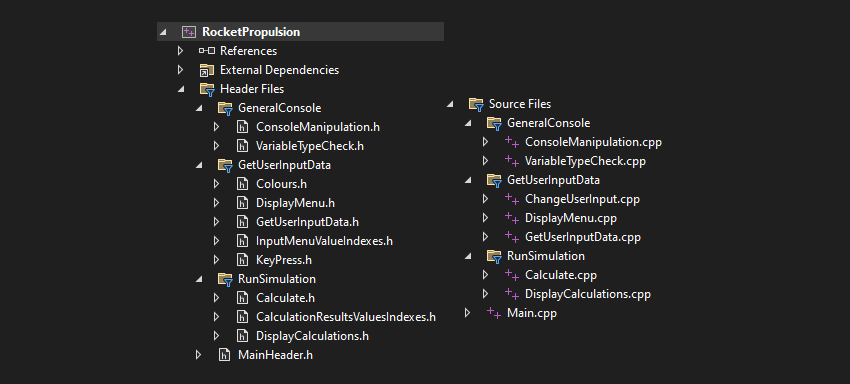 RocketPropulsion
References
External Dependencies
Header Files
GeneralConsole
ConsoleManipulation.h
VariableTypeCheck.h
GetUserInputData
Colours.h
DisplayMenu.h
GetUserInputData.h
InputMenuValueIndexes.h
KeyPress.h
RunSimulation
Calculate.h
CalculationResultsValuesIndexes.h
DisplayCalculations.h
MainHeader.h
Source Files
GeneralConsole
ConsoleManipulation.cpp
VariableTypeCheck.cpp
GetUserInputData
ChangeUserInput.cpp
DisplayMenu.cpp
GetUserInputData.cpp
RunSimulation
Calculate.cpp
DisplayCalculations.cpp
Main.cpp